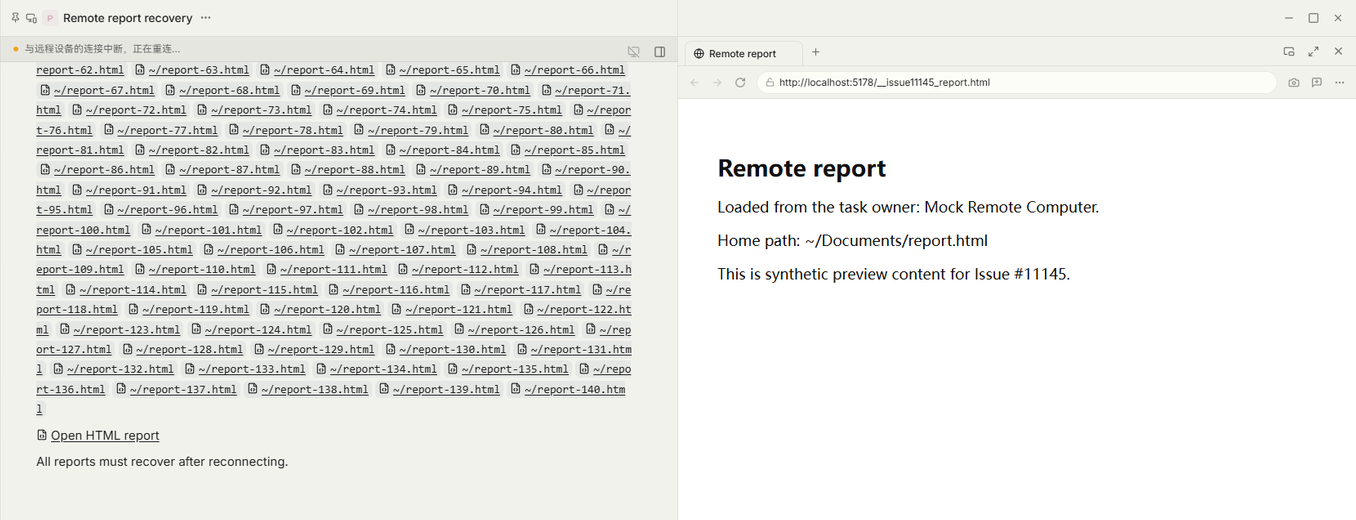 P Remote report recovery ...
与远程设备的连接中断，正在重连...
report-62.html ~/report-63.html ~/report-64.html ~/report-65.html ~/report-66.html
~/report-67.html ~/report-68.html ~/report-69.html ~/report-70.html ~/report-71.
html ~/report-72.html ~/report-73.html ~/report-74.html ~/report-75.html ~/repor
t-76.html ~/report-77.html ~/report-78.html ~/report-79.html ~/report-80.html ~/
report-81.html ~/report-82.html ~/report-83.html ~/report-84.html ~/report-85.html
~/report-86.html ~/report-87.html ~/report-88.html ~/report-89.html ~/report-90.
html ~/report-91.html ~/report-92.html ~/report-93.html ~/report-94.html ~/repor
t-95.html ~/report-96.html ~/report-97.html ~/report-98.html ~/report-99.html ~/
report-100.html ~/report-101.html ~/report-102.html ~/report-103.html ~/report-104.
html ~/report-105.html ~/report-106.html ~/report-107.html ~/report-108.html ~/r
eport-109.html ~/report-110.html ~/report-111.html ~/report-112.html ~/report-113.h
tml ~/report-114.html ~/report-115.html ~/report-116.html ~/report-117.html ~/re
port-118.html ~/report-119.html ~/report-120.html ~/report-121.html ~/report-122.ht
ml ~/report-123.html ~/report-124.html ~/report-125.html ~/report-126.html ~/rep
ort-127.html ~/report-128.html ~/report-129.html ~/report-130.html ~/report-131.htm
l ~/report-132.html ~/report-133.html ~/report-134.html ~/report-135.html ~/repo
rt-136.html ~/report-137.html ~/report-138.html ~/report-139.html ~/report-140.htm
l
Open HTML report
All reports must recover after reconnecting.
Remote report
http://localhost:5178/__issue11145_report.html
Remote report
Loaded from the task owner: Mock Remote Computer.
Home path: ~/Documents/report.html
This is synthetic preview content for Issue #11145.